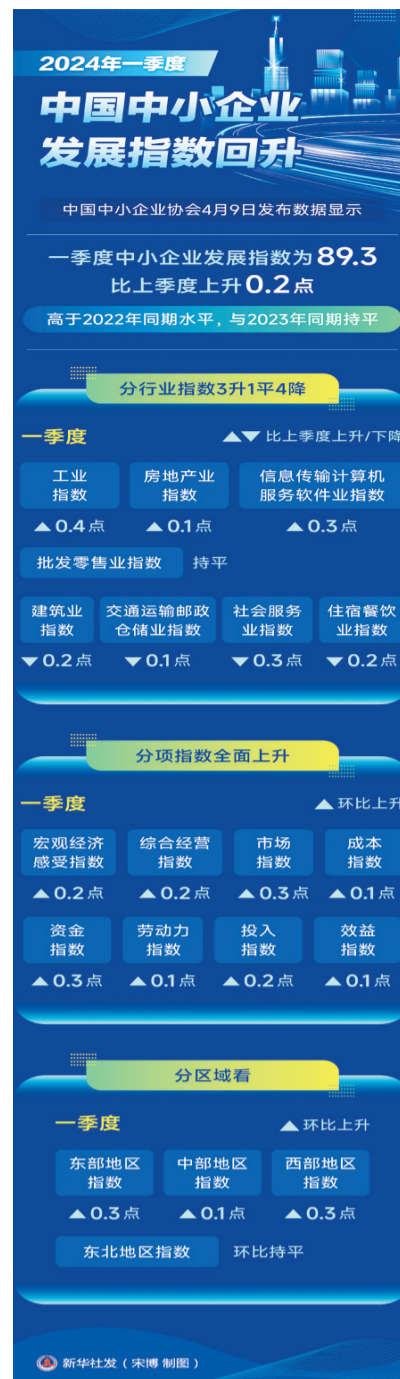 2024年一季度
中国中小企业
发展指数回升
中国中小企业协会4月9日发布数据显示
一季度中小企业发展指数为89.3
比上季度上升0.2点
高于2022年同期水平，与2023年同期持平
分行业指数3升1平4降
一季度 ▲▼比上季度上升/下降
工业 房地产业 信息传输计算机
指数 指数 服务软件业指数
▲0.4点 ▲0.1点 ▲0.3点
批发零售业指数 持平
建筑业 交通运输邮政 社会服务 住宿餐饮
指数 仓储业指数 业指数 业指数
▼0.2点 ▼0.1点 ▼0.3点 ▼0.2点
分项指数全面上升
一季度 ▲环比上升
宏观经济 综合经营 市场 成本
感受指数 指数 指数 指数
▲0.2点 ▲0.2点 ▲0.3点 ▲0.1点
资金 劳动力 投入 效益
指数 指数 指数 指数
▲0.3点 ▲0.1点 ▲0.2点 ▲0.1点
分区域看
一季度 ▲环比上升
东部地区 中部地区 西部地区
指数 指数 指数
▲0.3点 ▲0.1点 ▲0.3点
东北地区指数 环比持平
新华社发（宋博 制图）